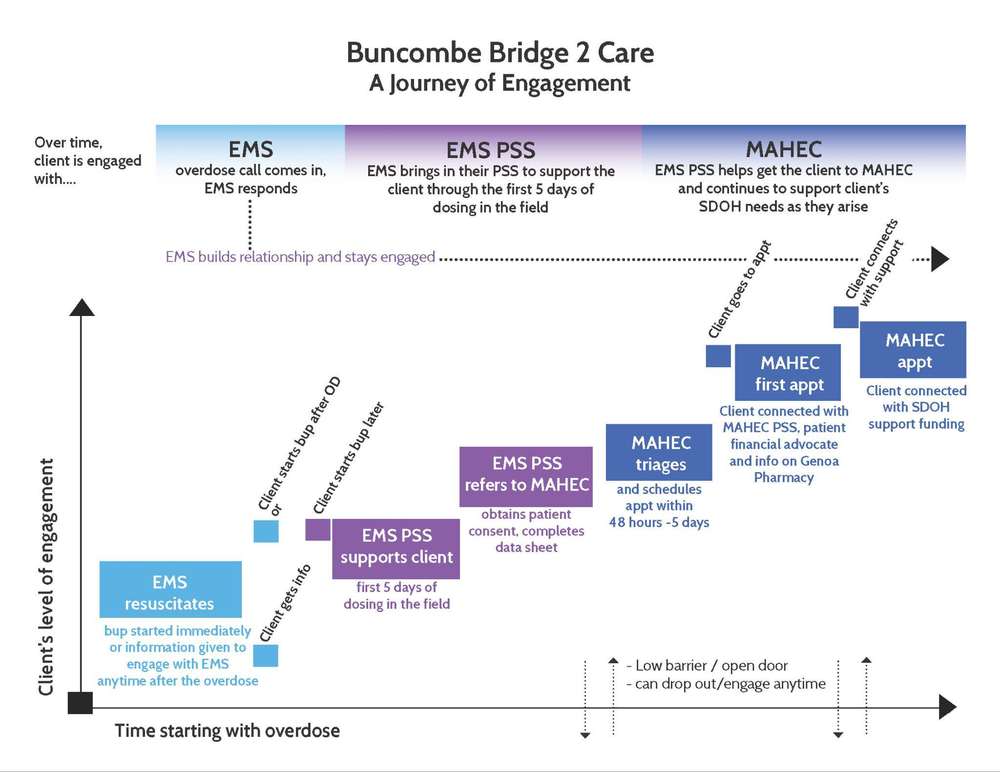 Buncombe Bridge 2 Care
A Journey of Engagement
Over time,
client is engaged
with....
EMS
overdose call comes in,
EMS responds
EMS PSS
EMS brings in their PSS to support the
client through the first 5 days of
dosing in the field
MAHEC
EMS PSS helps get the client to MAHEC
and continues to support client's
SDOH needs as they arise
EMS builds relationship and stays engaged
Client's level of engagement
EMS
resuscitates
bup started immediately
or information given to
engage with EMS
anytime after the overdose
Client starts bup after OD
or
Client gets info
Client starts bup later
EMS PSS
supports client
first 5 days of
dosing in the field
EMS PSS
refers to MAHEC
obtains patient
consent, completes
data sheet
MAHEC
triages
and schedules
appt within
48 hours -5 days
Client goes to appt
MAHEC
first appt
Client connected with
MAHEC PSS, patient
financial advocate
and info on Genoa
Pharmacy
Client connects
with support
MAHEC
appt
Client connected
with SDOH
support funding
- Low barrier / open door
- can drop out/engage anytime
Time starting with overdose